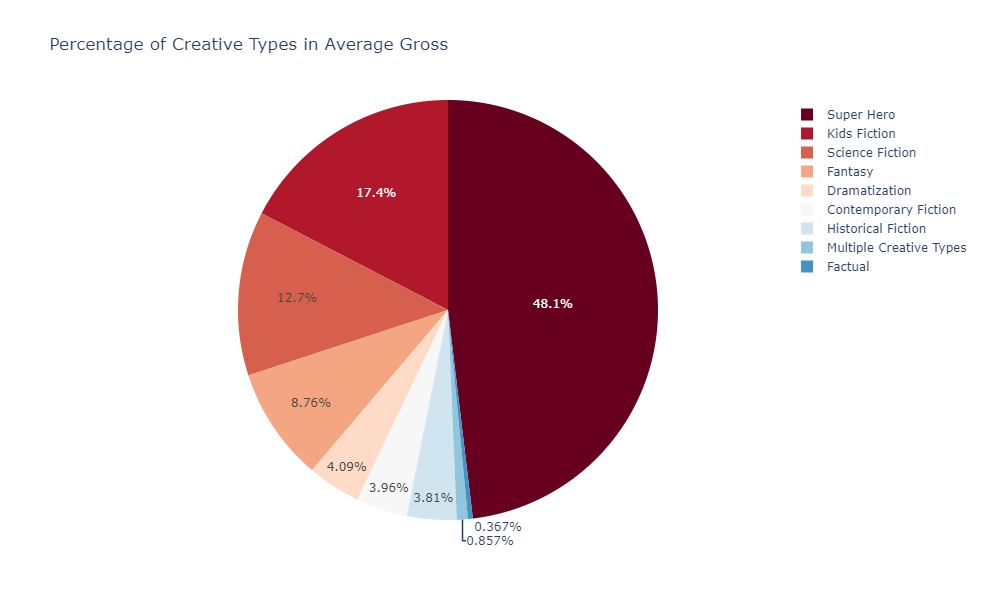 Percentage of Creative Types in Average Gross
Super Hero
Kids Fiction
Science Fiction
Fantasy
Dramatization
Contemporary Fiction
Historical Fiction
Multiple Creative Types
Factual
17.4%
48.1%
12.7%
8.76%
4.09%
3.96%
3.81%
0.367%
0.857%